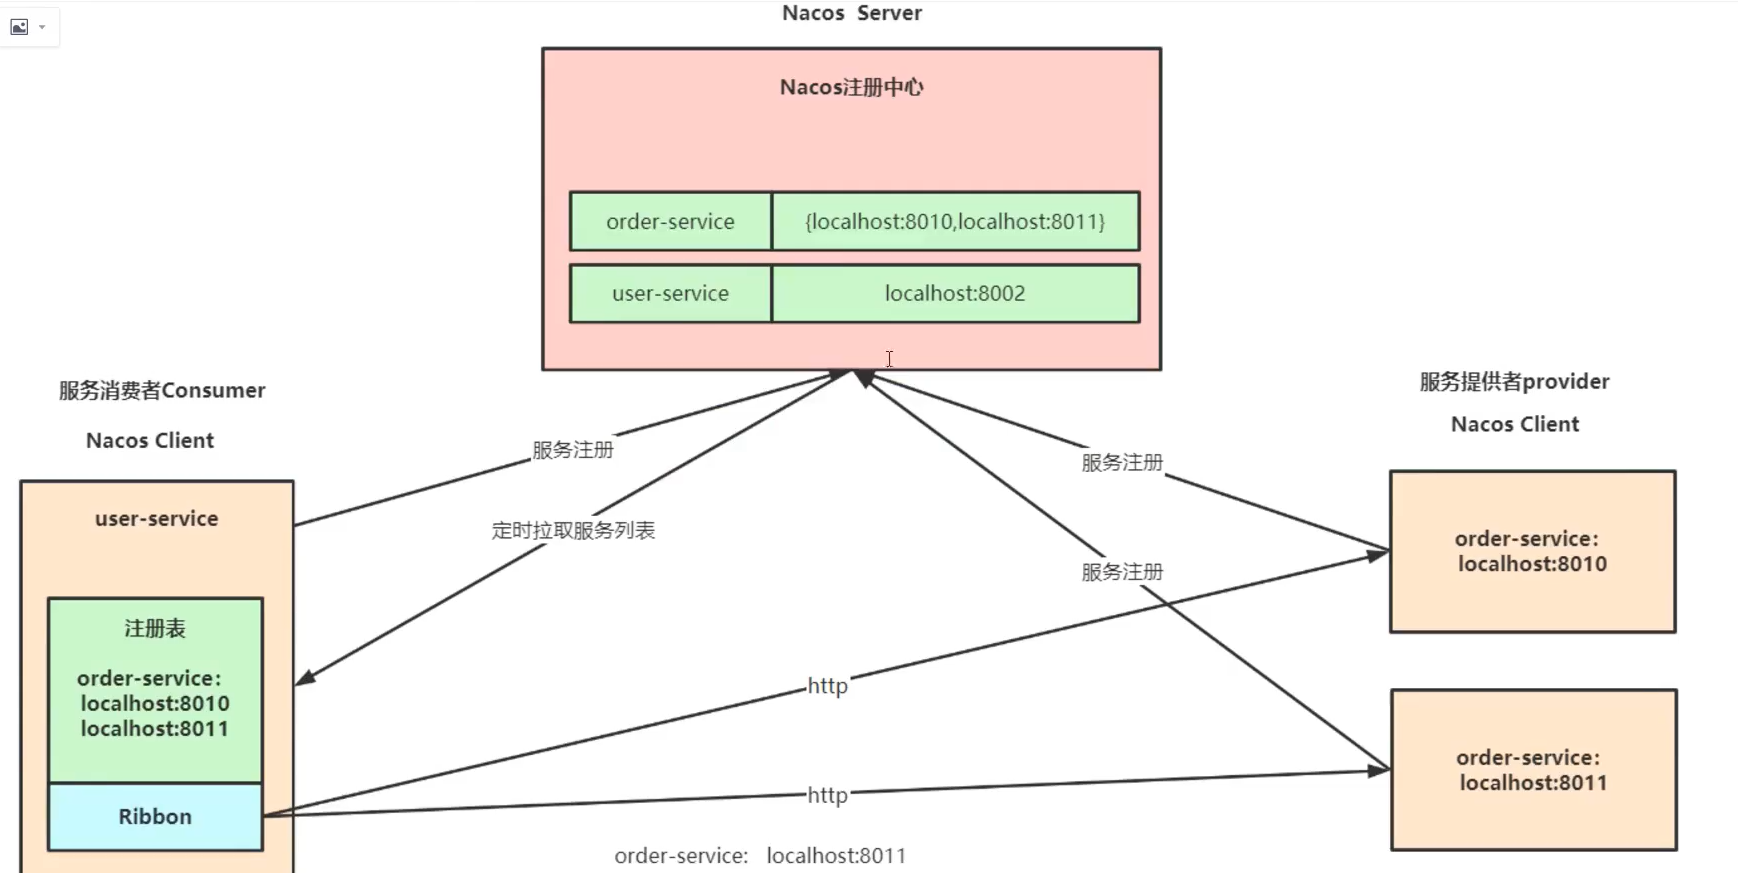 Nacos  Server
Nacos注册中心
order-service
{localhost:8010,localhost:8011}
user-service
localhost:8002
服务消费者Consumer
Nacos Client
服务提供者provider
Nacos Client
服务注册
服务注册
user-service
定时拉取服务列表
order-service：
localhost:8010
服务注册
注册表
order-service：
localhost:8010
localhost:8011
http
order-service：
localhost:8011
http
Ribbon
order-service:   localhost:8011